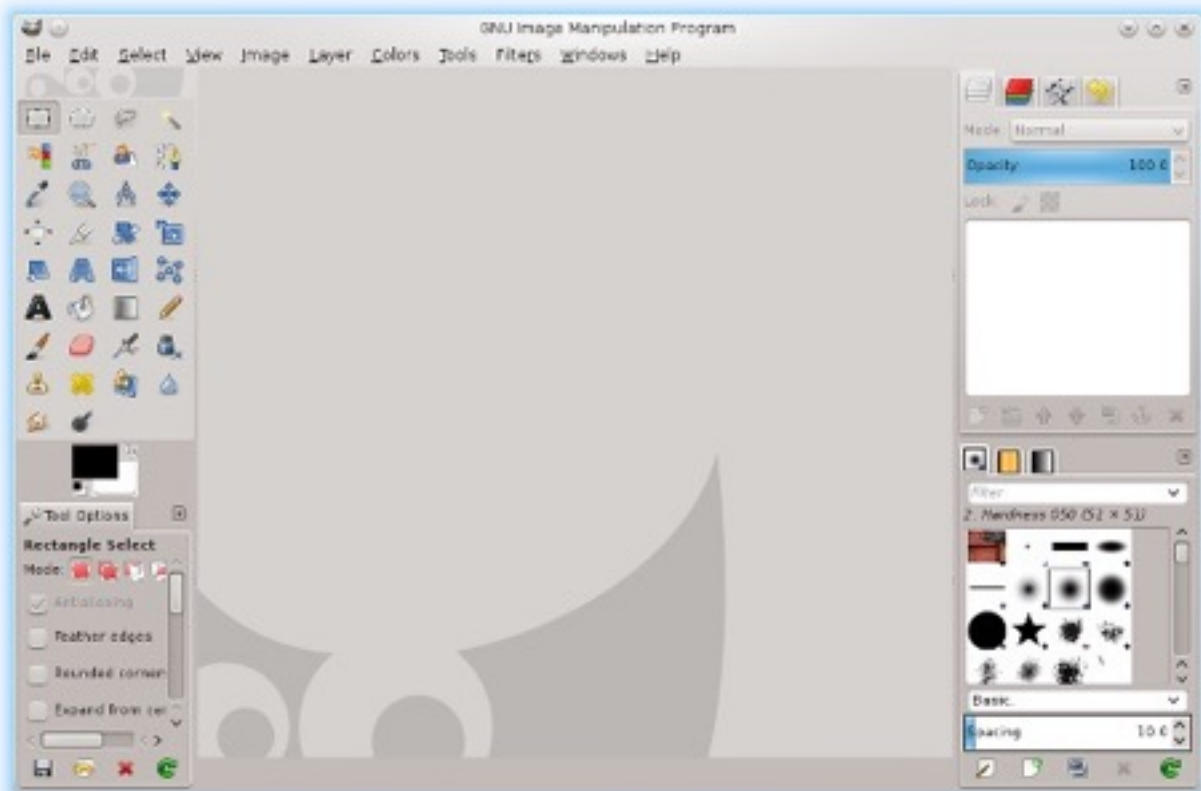 GNU Image Manipulation Program
File Edit Select View Image Layer Colors Tools Filters Windows Help
Mode: Normal
Opacity 100.0
Lock:
Filter
2. Hardness 050 (51 × 51)
Basic,
Spacing 10.0
Tool Options
Rectangle Select
Mode:
Antialiasing
Feather edges
Rounded corner
Expand from cen